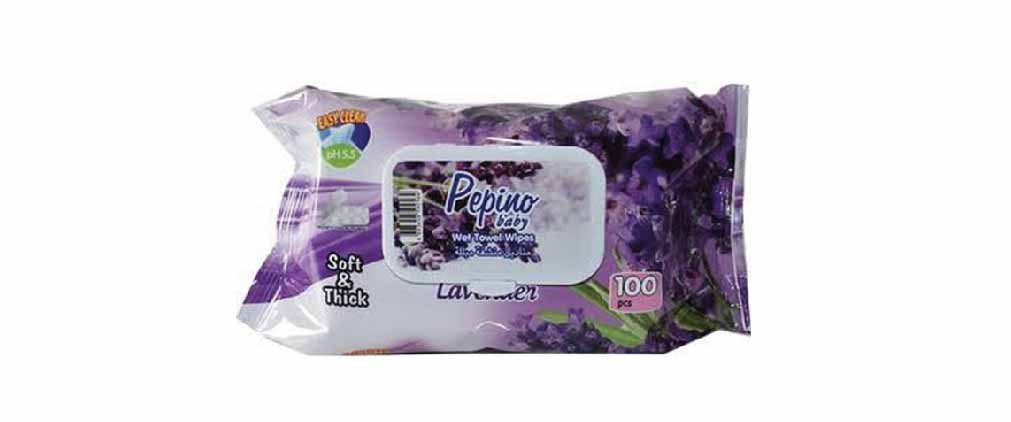 EASY CLEAN
pH 5.5
Pepino
baby
Wet Towel Wipes
Lavender
Soft
&
Thick
100
pcs